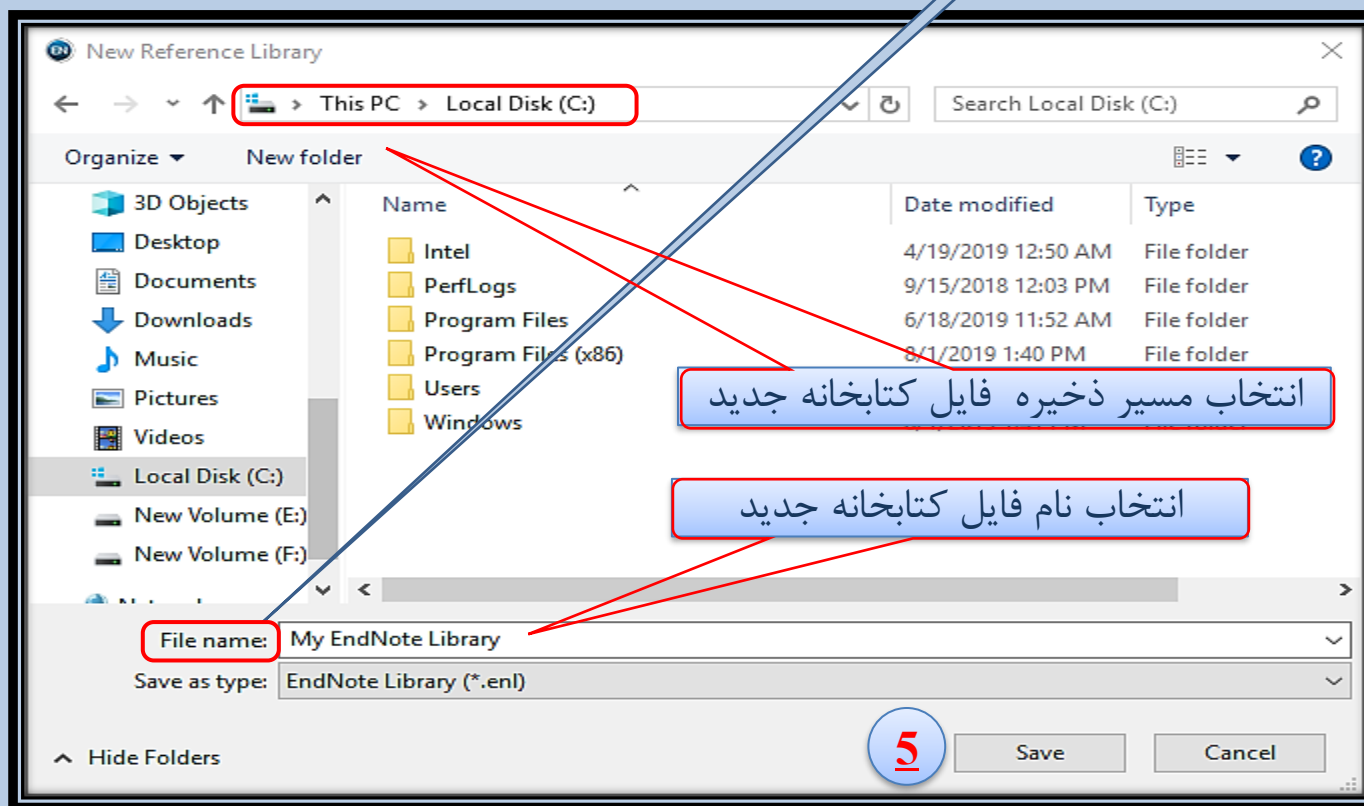 New Reference Library
This PC > Local Disk (C:)
Search Local Disk (C:)
Organize
New folder
3D Objects
Desktop
Documents
Downloads
Music
Pictures
Videos
Local Disk (C:)
New Volume (E:)
New Volume (F:)
Name Date modified Type
Intel 4/19/2019 12:50 AM File folder
PerfLogs 9/15/2018 12:03 PM File folder
Program Files 6/18/2019 11:52 AM File folder
Program Files (x86) 8/1/2019 1:40 PM File folder
Users
Windows
انتخاب مسیر ذخیره فایل کتابخانه جدید
انتخاب نام فایل کتابخانه جدید
File name: My EndNote Library
Save as type: EndNote Library (*.enl)
Hide Folders
5
Save
Cancel